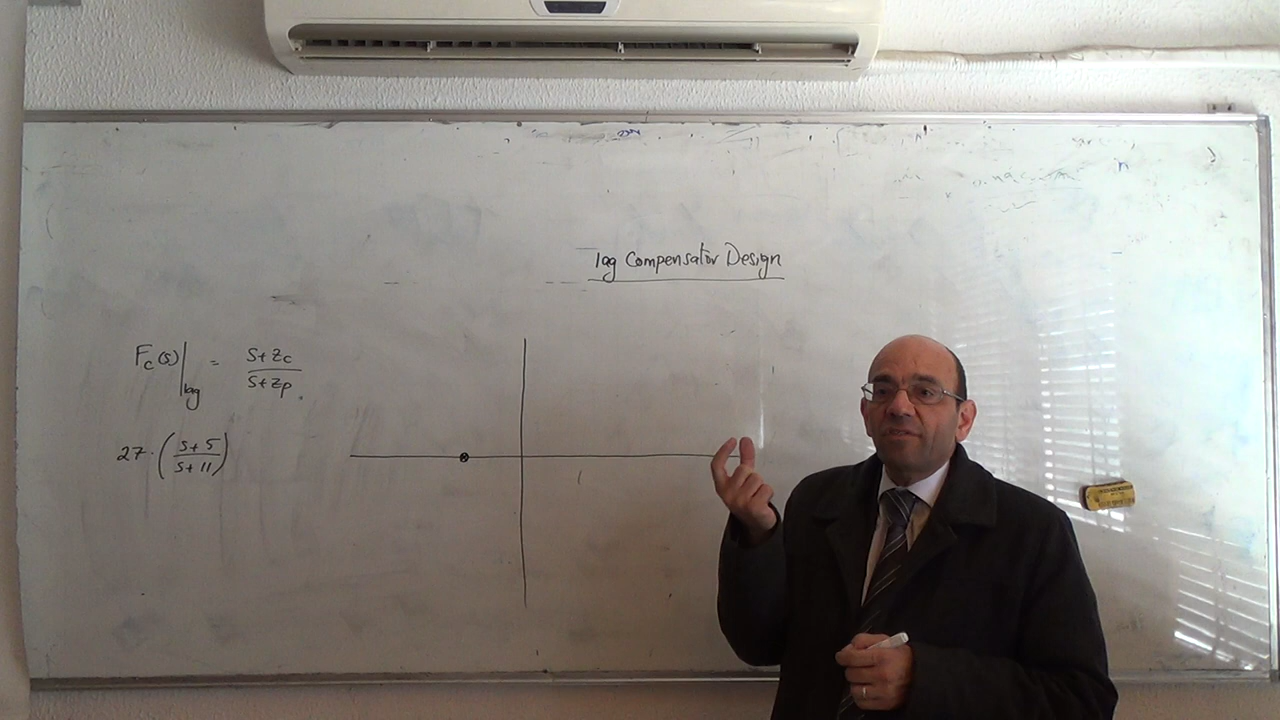 Lag Compensator Design
Fc(s)|lag = s+zc / s+zp
27·(s+5 / s+11)